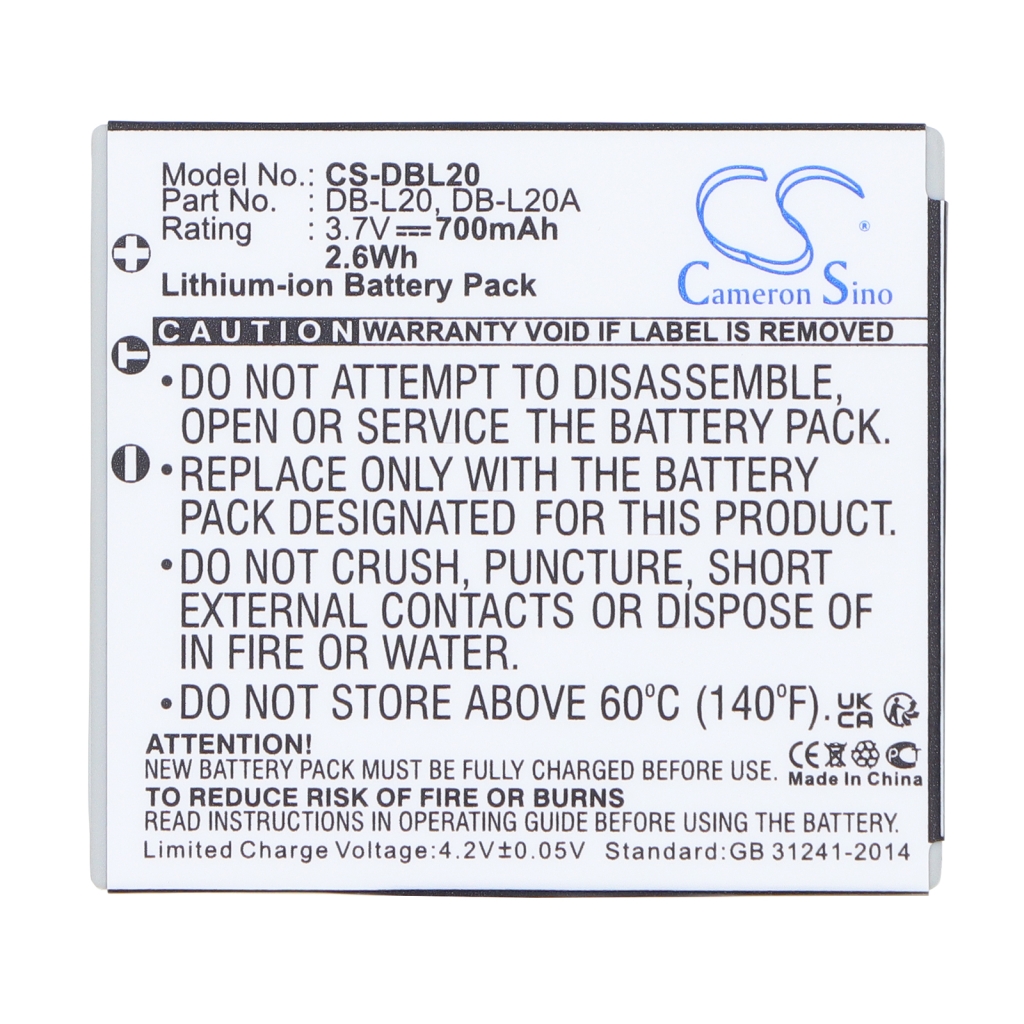 Model No.: CS-DBL20
Part No. : DB-L20, DB-L20A
Rating : 3.7V⎓700mAh
2.6Wh
Lithium-ion Battery Pack
CS ®
Cameron Sino
CAUTION WARRANTY VOID IF LABEL IS REMOVED
+
T
–
•DO NOT ATTEMPT TO DISASSEMBLE,
OPEN OR SERVICE THE BATTERY PACK.
•REPLACE ONLY WITH THE BATTERY
PACK DESIGNATED FOR THIS PRODUCT.
•DO NOT CRUSH, PUNCTURE, SHORT
EXTERNAL CONTACTS OR DISPOSE OF
IN FIRE OR WATER.
•DO NOT STORE ABOVE 60°C (140°F).
UK
CA
ATTENTION!
NEW BATTERY PACK MUST BE FULLY CHARGED BEFORE USE.
CE
Made In China
TO REDUCE RISK OF FIRE OR BURNS
READ INSTRUCTIONS IN OPERATING GUIDE BEFORE USING THE BATTERY.
Limited Charge Voltage:4.2V±0.05V Standard:GB 31241-2014